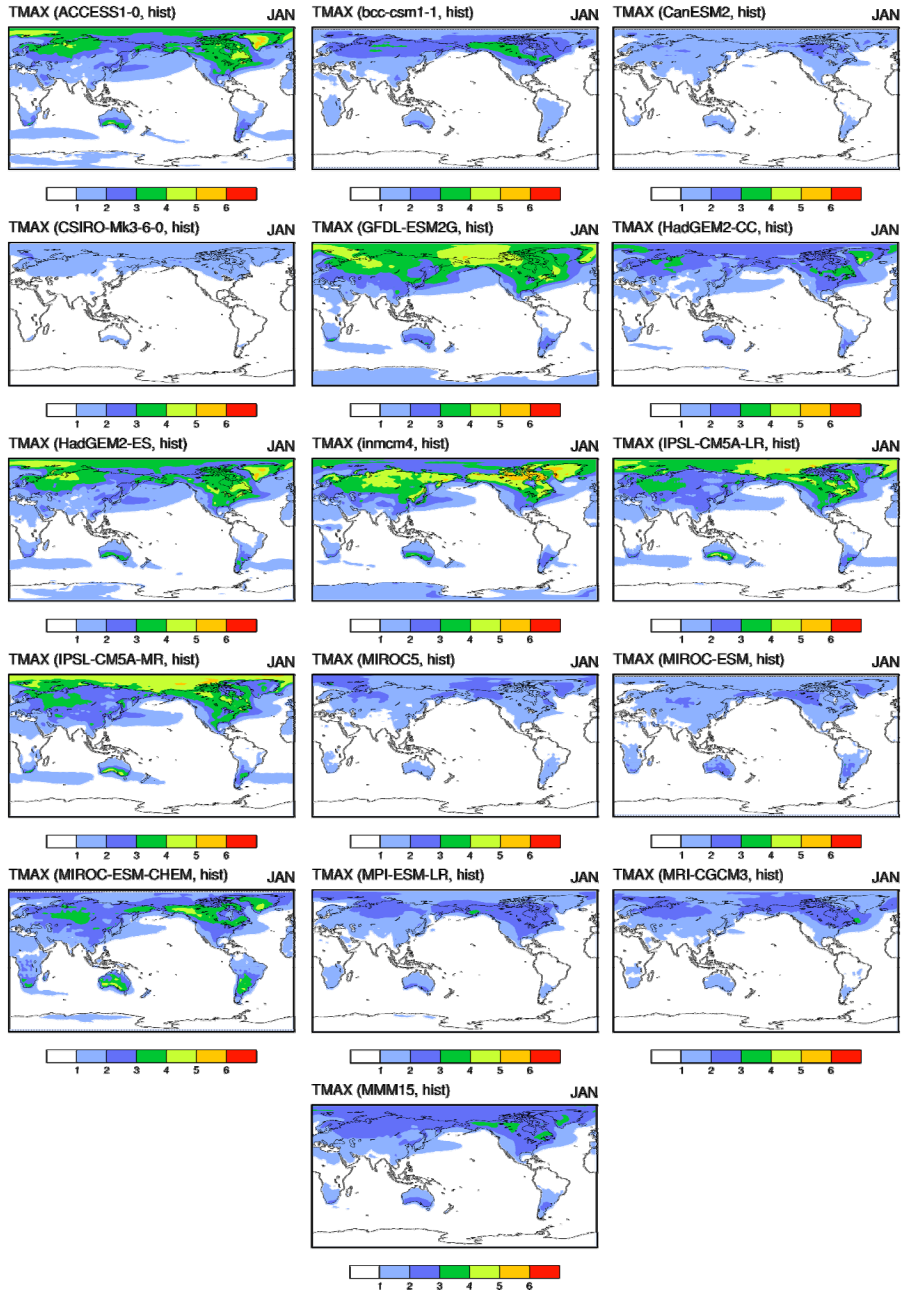 TMAX (ACCESS1-0, hist) JAN TMAX (bcc-csm1-1, hist) JAN TMAX (CanESM2, hist) JAN
1 2 3 4 5 6 1 2 3 4 5 6 1 2 3 4 5 6
TMAX (CSIRO-Mk3-6-0, hist) JAN TMAX (GFDL-ESM2G, hist) JAN TMAX (HadGEM2-CC, hist) JAN
1 2 3 4 5 6 1 2 3 4 5 6 1 2 3 4 5 6
TMAX (HadGEM2-ES, hist) JAN TMAX (inmcm4, hist) JAN TMAX (IPSL-CM5A-LR, hist) JAN
1 2 3 4 5 6 1 2 3 4 5 6 1 2 3 4 5 6
TMAX (IPSL-CM5A-MR, hist) JAN TMAX (MIROC5, hist) JAN TMAX (MIROC-ESM, hist) JAN
1 2 3 4 5 6 1 2 3 4 5 6 1 2 3 4 5 6
TMAX (MIROC-ESM-CHEM, hist) JAN TMAX (MPI-ESM-LR, hist) JAN TMAX (MRI-CGCM3, hist) JAN
1 2 3 4 5 6 1 2 3 4 5 6 1 2 3 4 5 6
TMAX (MMM15, hist) JAN
1 2 3 4 5 6